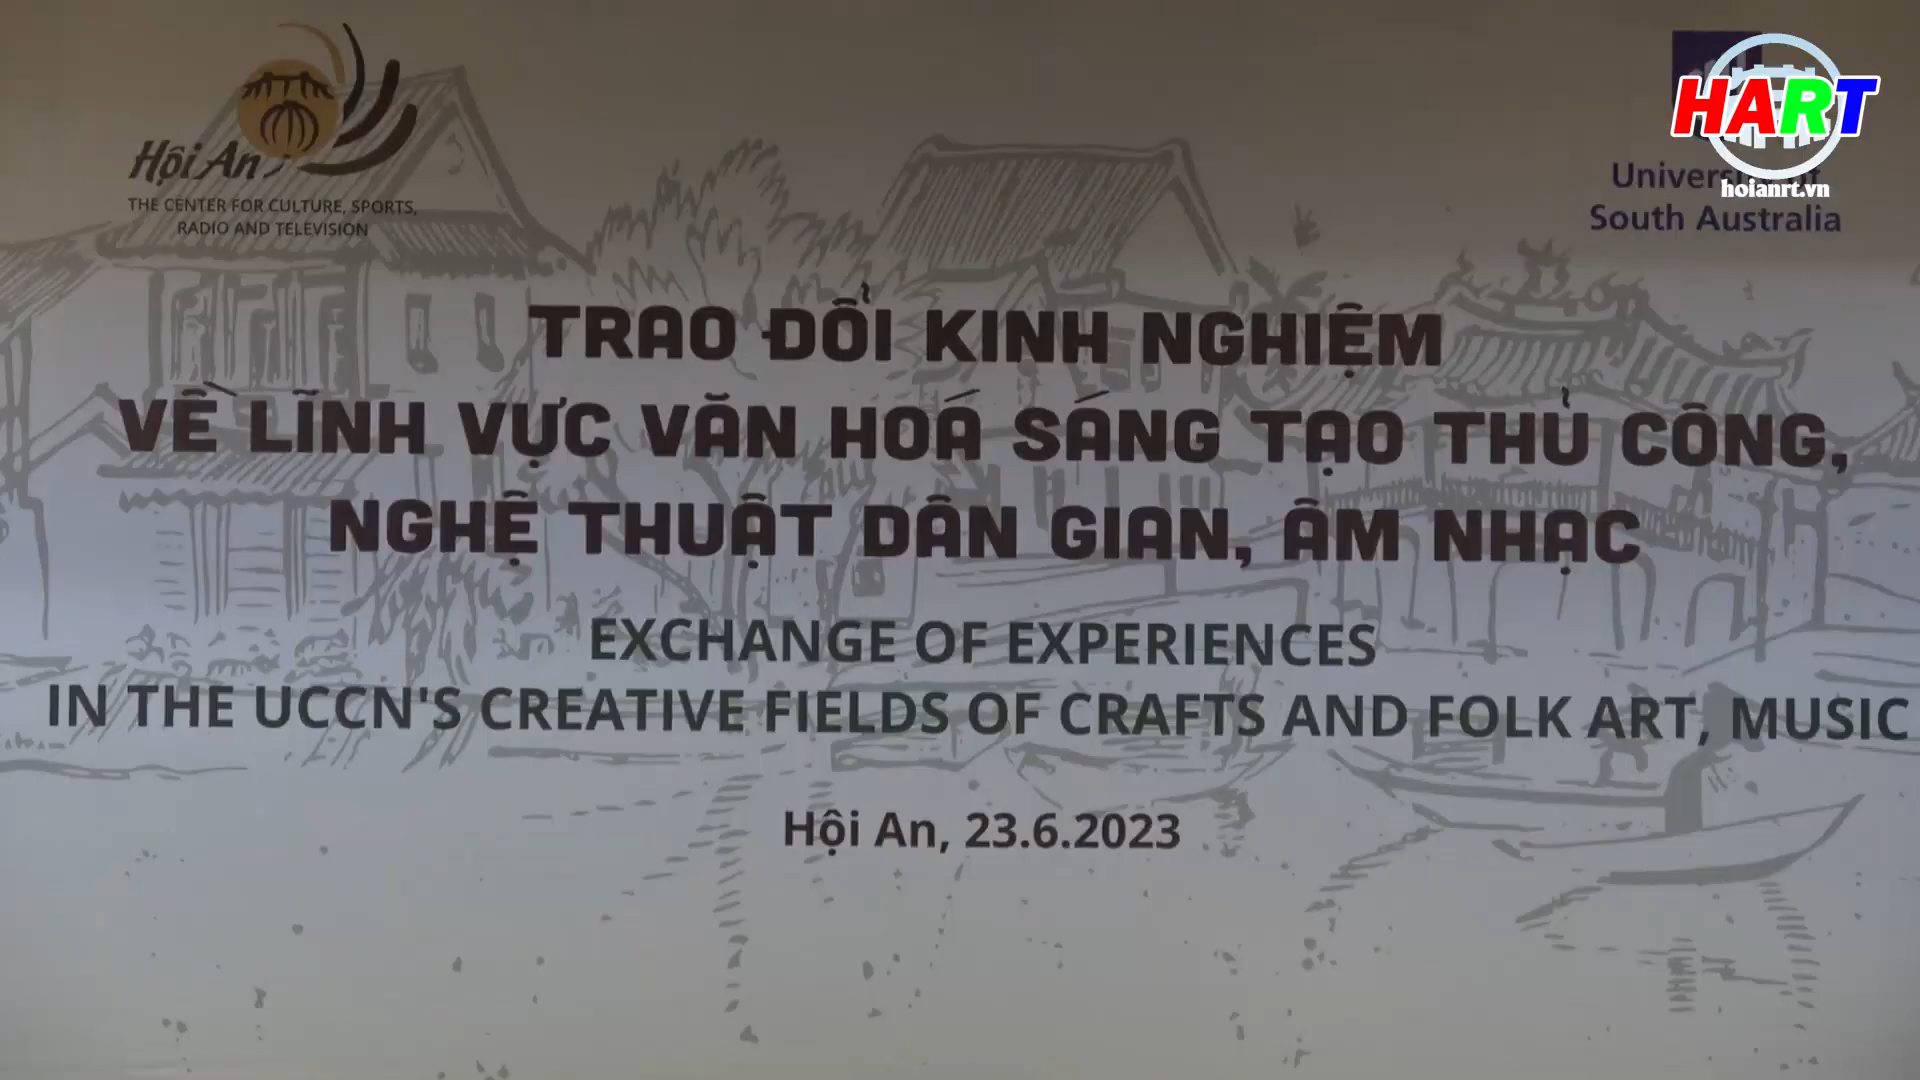 Hội An
THE CENTER FOR CULTURE, SPORTS,
RADIO AND TELEVISION
HART
hoianrt.vn
University of
South Australia
TRAO ĐỔI KINH NGHIỆM
VỀ LĨNH VỰC VĂN HOÁ SÁNG TẠO THỦ CÔNG,
NGHỆ THUẬT DÂN GIAN, ÂM NHẠC
EXCHANGE OF EXPERIENCES
IN THE UCCN'S CREATIVE FIELDS OF CRAFTS AND FOLK ART, MUSIC
Hội An, 23.6.2023